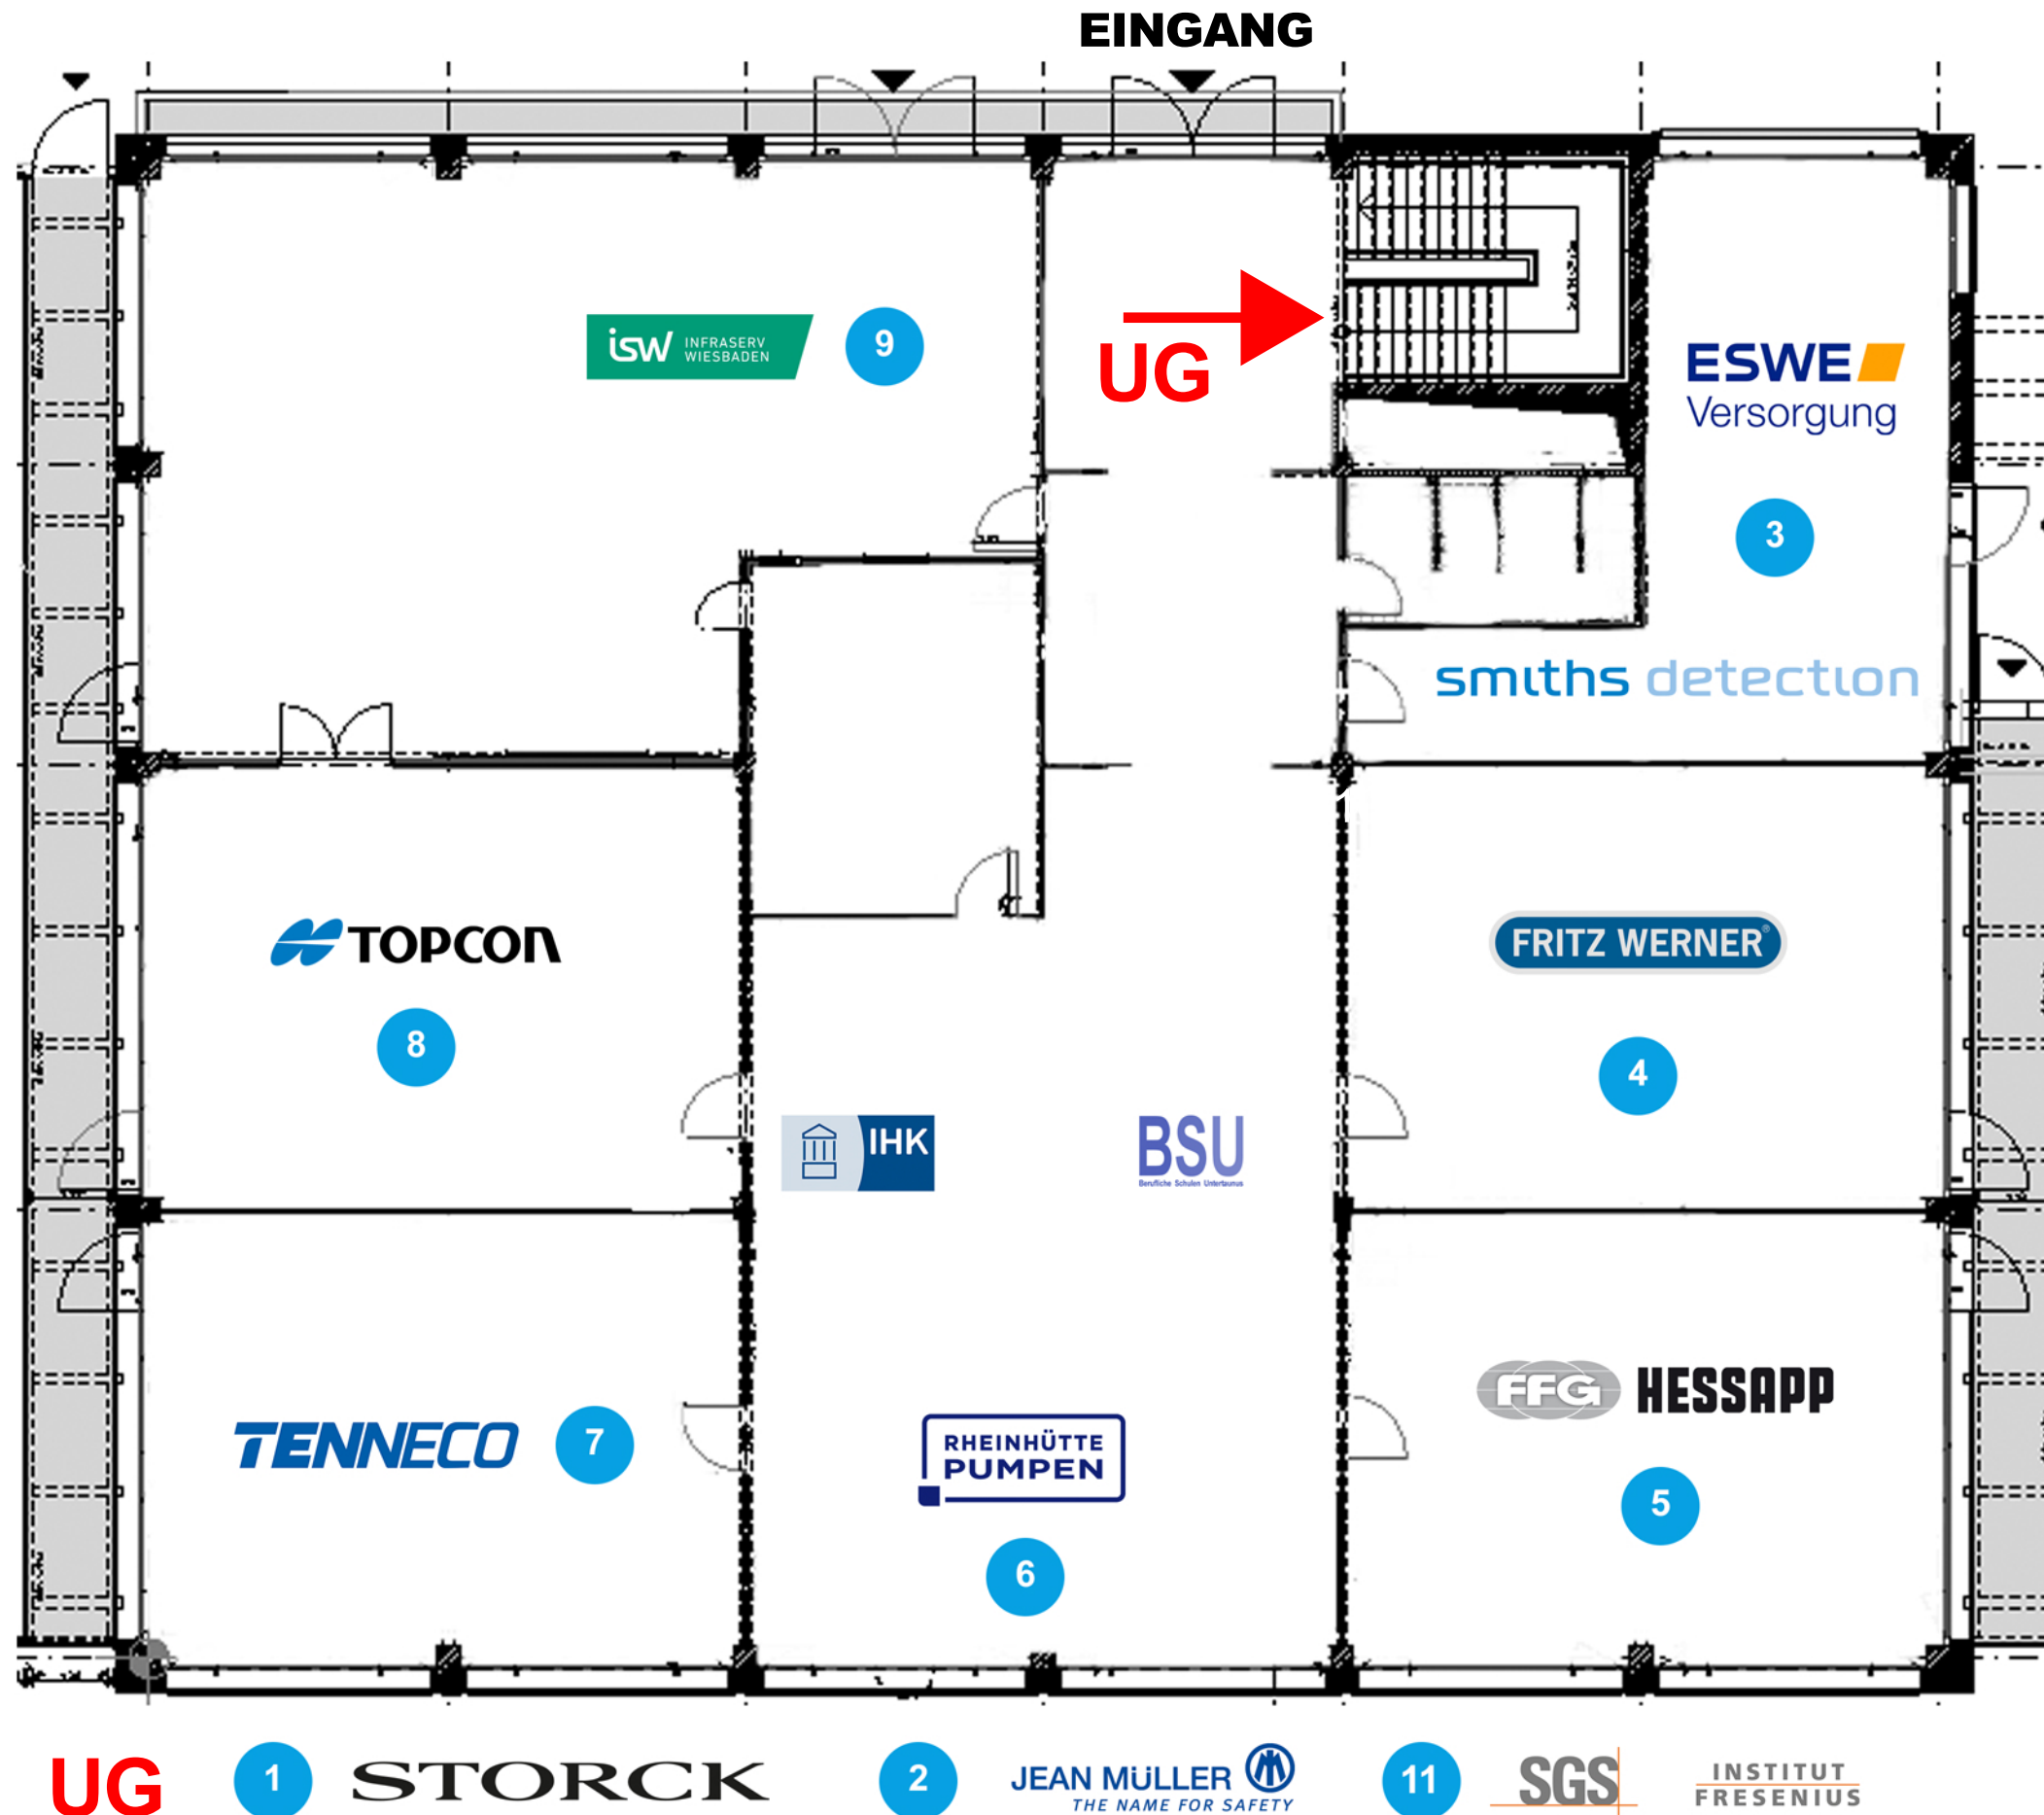 EINGANG
isw INFRASERV
WIESBADEN
9
UG
ESWE
Versorgung
3
smiths detection
TOPCON
8
FRITZ WERNER®
4
IHK
BSU
Berufliche Schulen Untertaunus
TENNECO
7
RHEINHÜTTE
PUMPEN
6
FFG HESSAPP
5
UG
1
STORCK
2
JEAN MÜLLER
THE NAME FOR SAFETY
11
SGS
INSTITUT
FRESENIUS